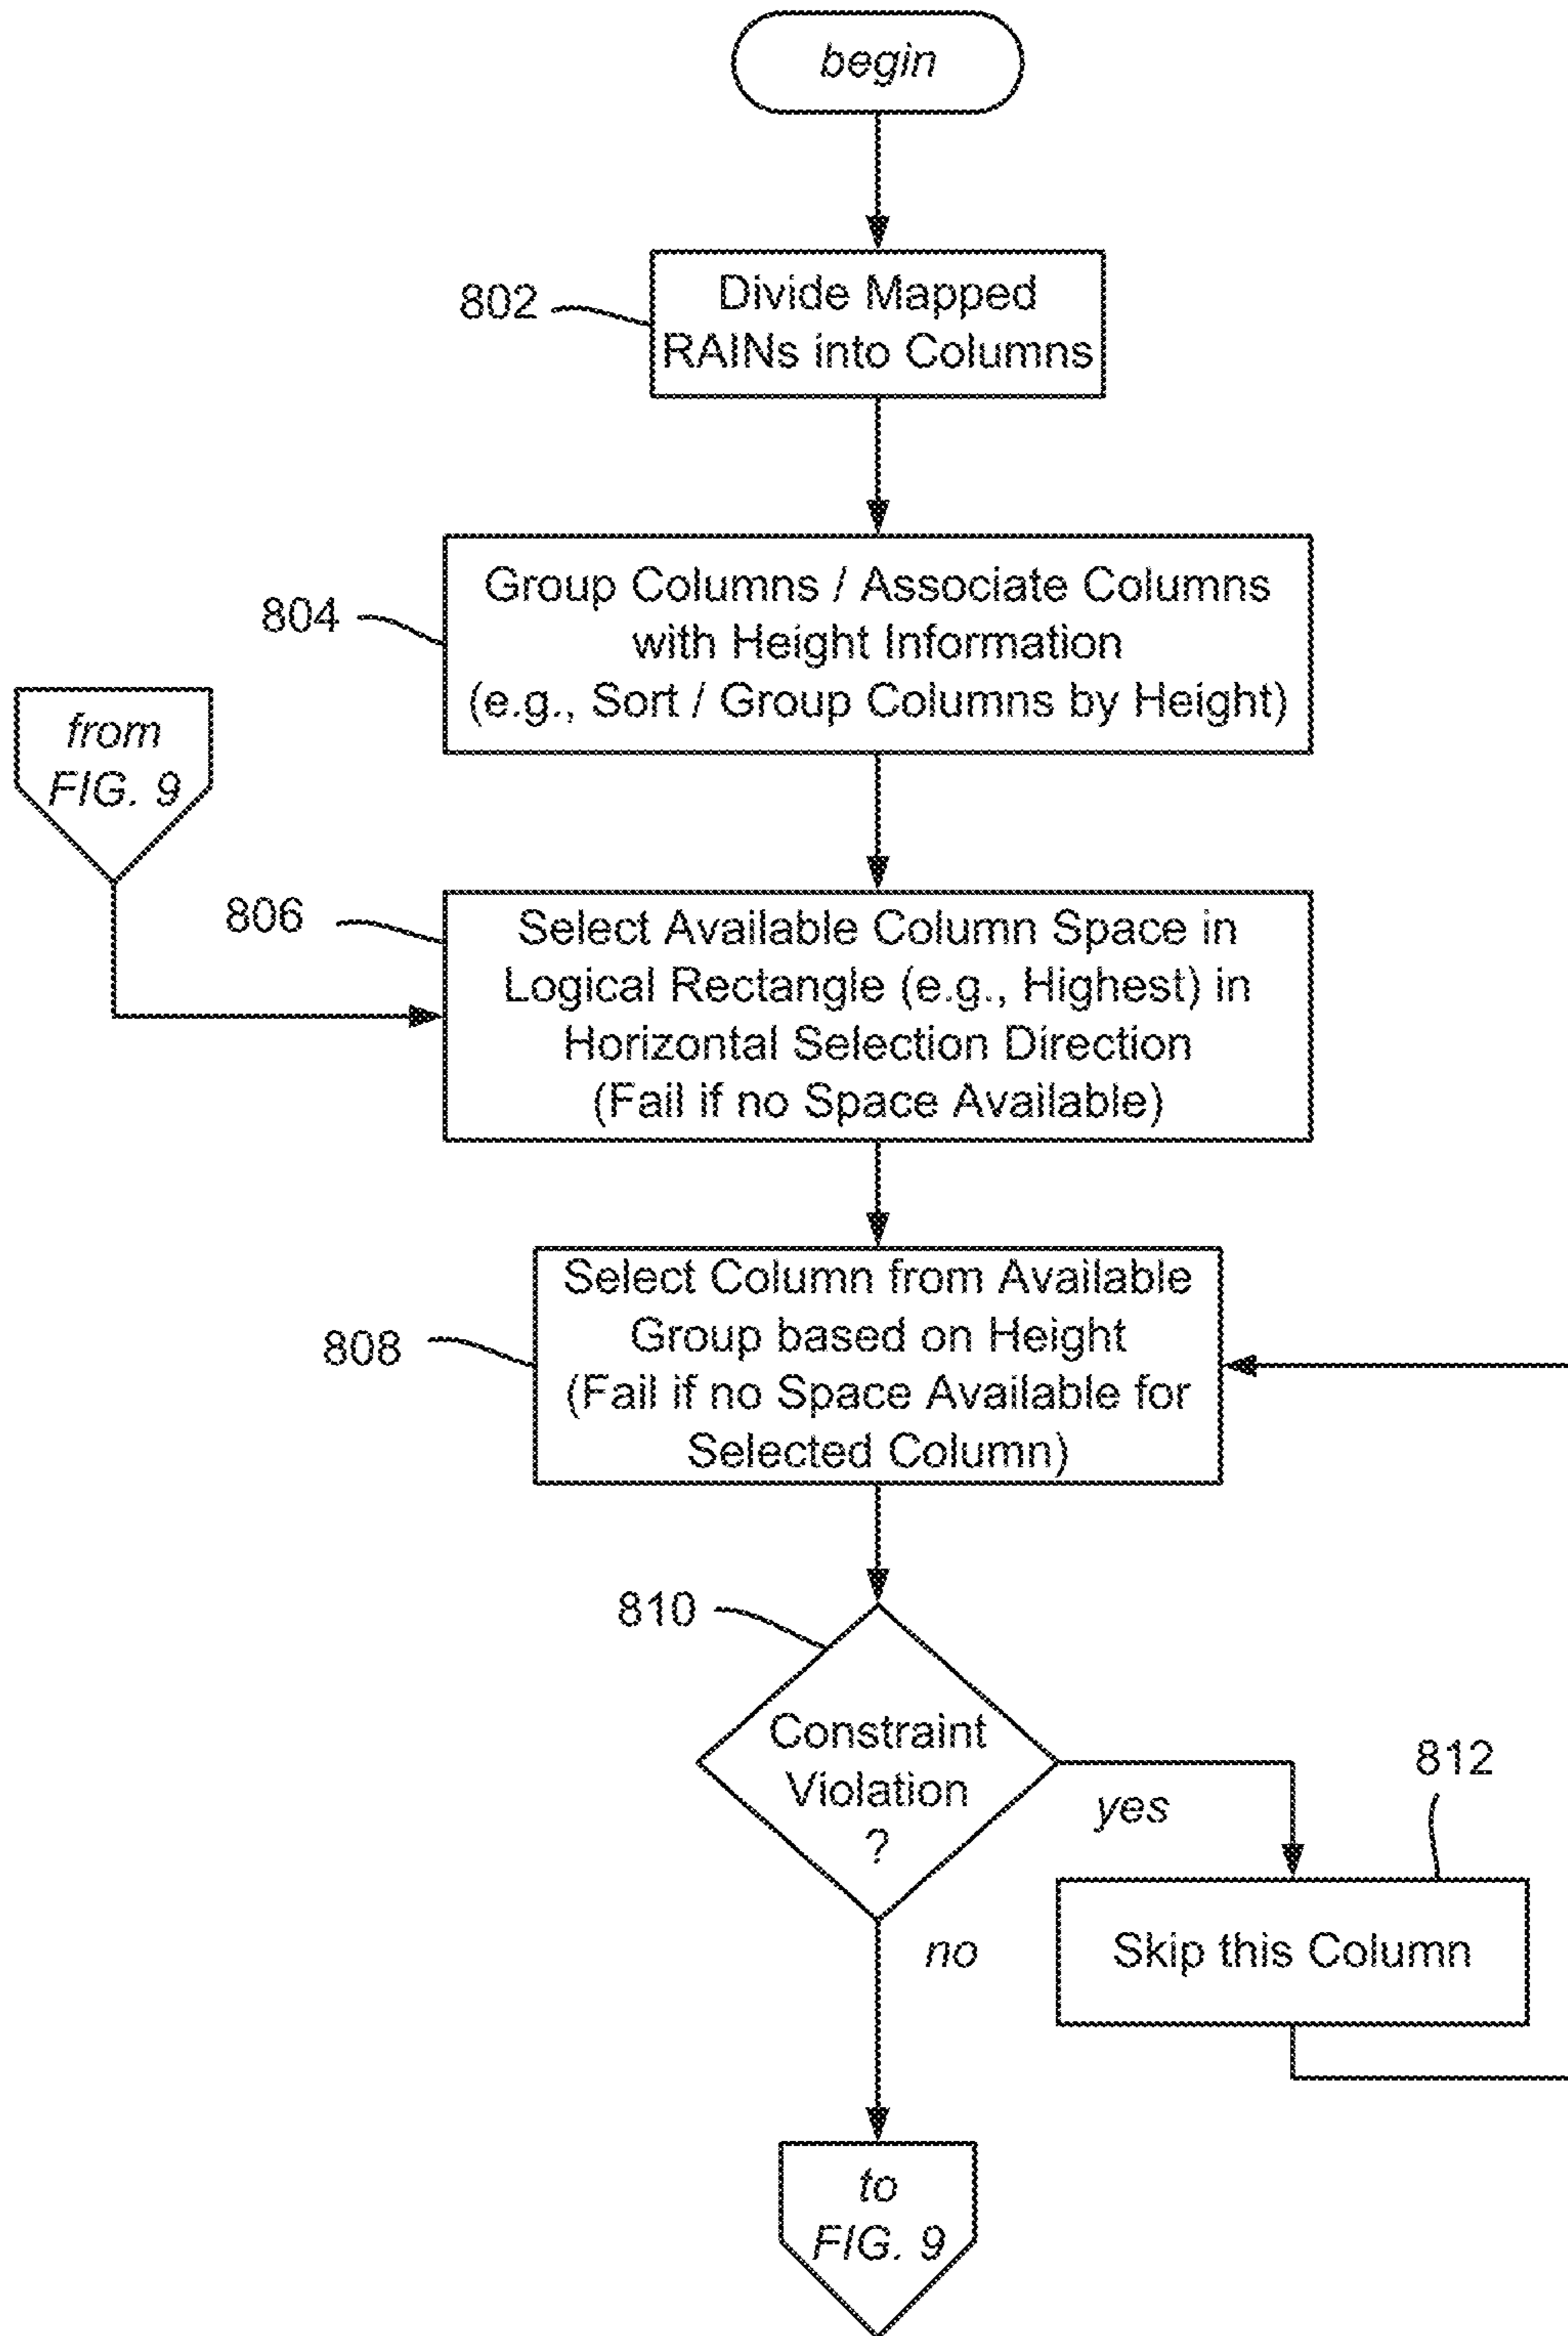 begin
802
Divide Mapped
RAINs into Columns
804
Group Columns / Associate Columns
with Height Information
(e.g., Sort / Group Columns by Height)
from
FIG. 9
806
Select Available Column Space in
Logical Rectangle (e.g., Highest) in
Horizontal Selection Direction
(Fail if no Space Available)
808
Select Column from Available
Group based on Height
(Fail if no Space Available for
Selected Column)
810
Constraint
Violation
?
yes
812
Skip this Column
no
to
FIG. 9